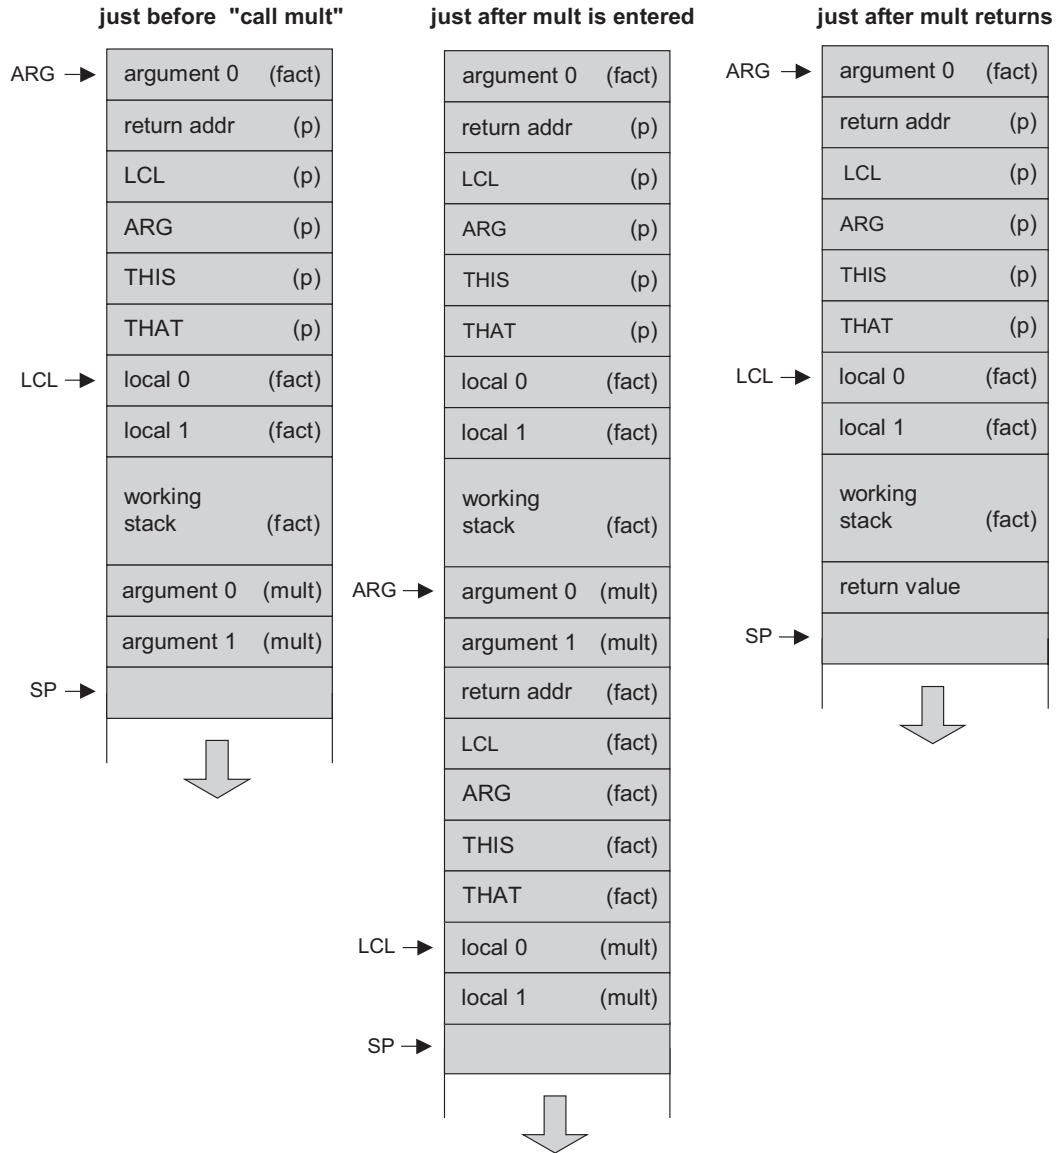 just before "call mult"
ARG argument 0 (fact)
return addr (p)
LCL (p)
ARG (p)
THIS (p)
THAT (p)
LCL local 0 (fact)
local 1 (fact)
working
stack (fact)
argument 0 (mult)
argument 1 (mult)
SP
just after mult is entered
argument 0 (fact)
return addr (p)
LCL (p)
ARG (p)
THIS (p)
THAT (p)
local 0 (fact)
local 1 (fact)
working
stack (fact)
ARG argument 0 (mult)
argument 1 (mult)
return addr (fact)
LCL (fact)
ARG (fact)
THIS (fact)
THAT (fact)
LCL local 0 (mult)
local 1 (mult)
SP
just after mult returns
ARG argument 0 (fact)
return addr (p)
LCL (p)
ARG (p)
THIS (p)
THAT (p)
LCL local 0 (fact)
local 1 (fact)
working
stack (fact)
return value
SP